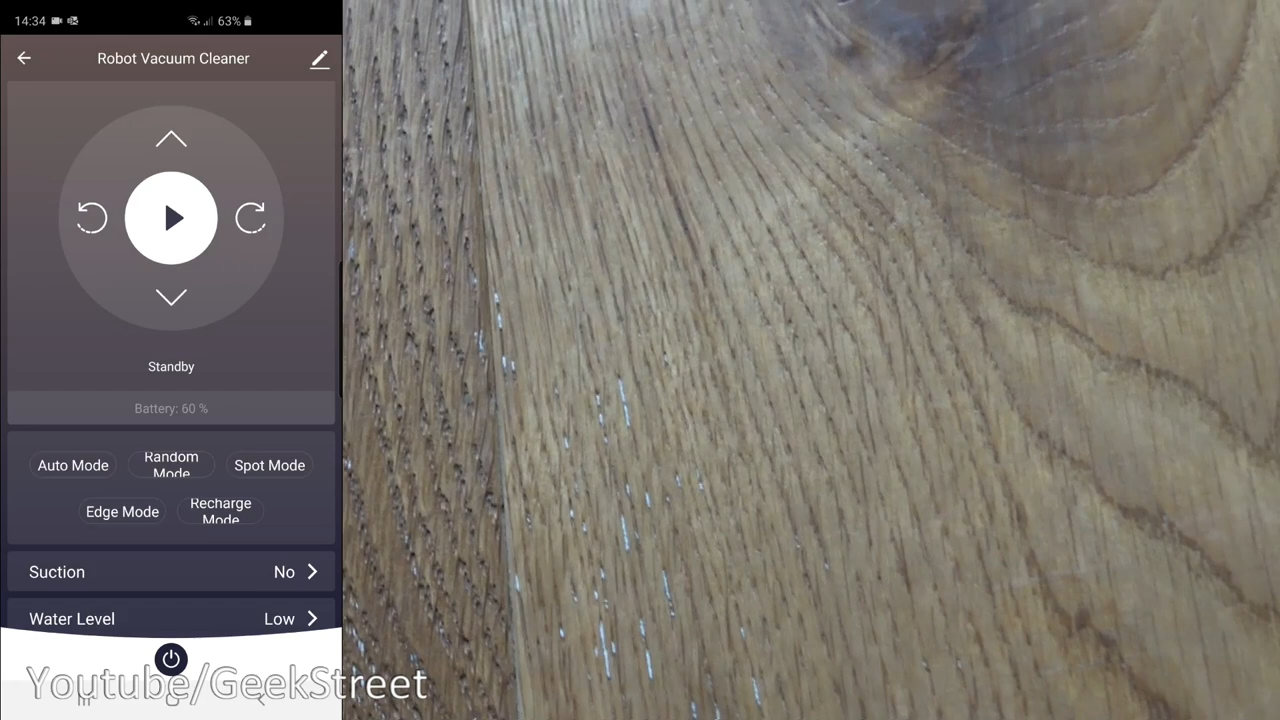 14:34 63%
Robot Vacuum Cleaner
Standby
Battery: 60 %
Auto Mode
Random Mode
Spot Mode
Edge Mode
Recharge Mode
Suction No
Water Level Low
Youtube/GeekStreet